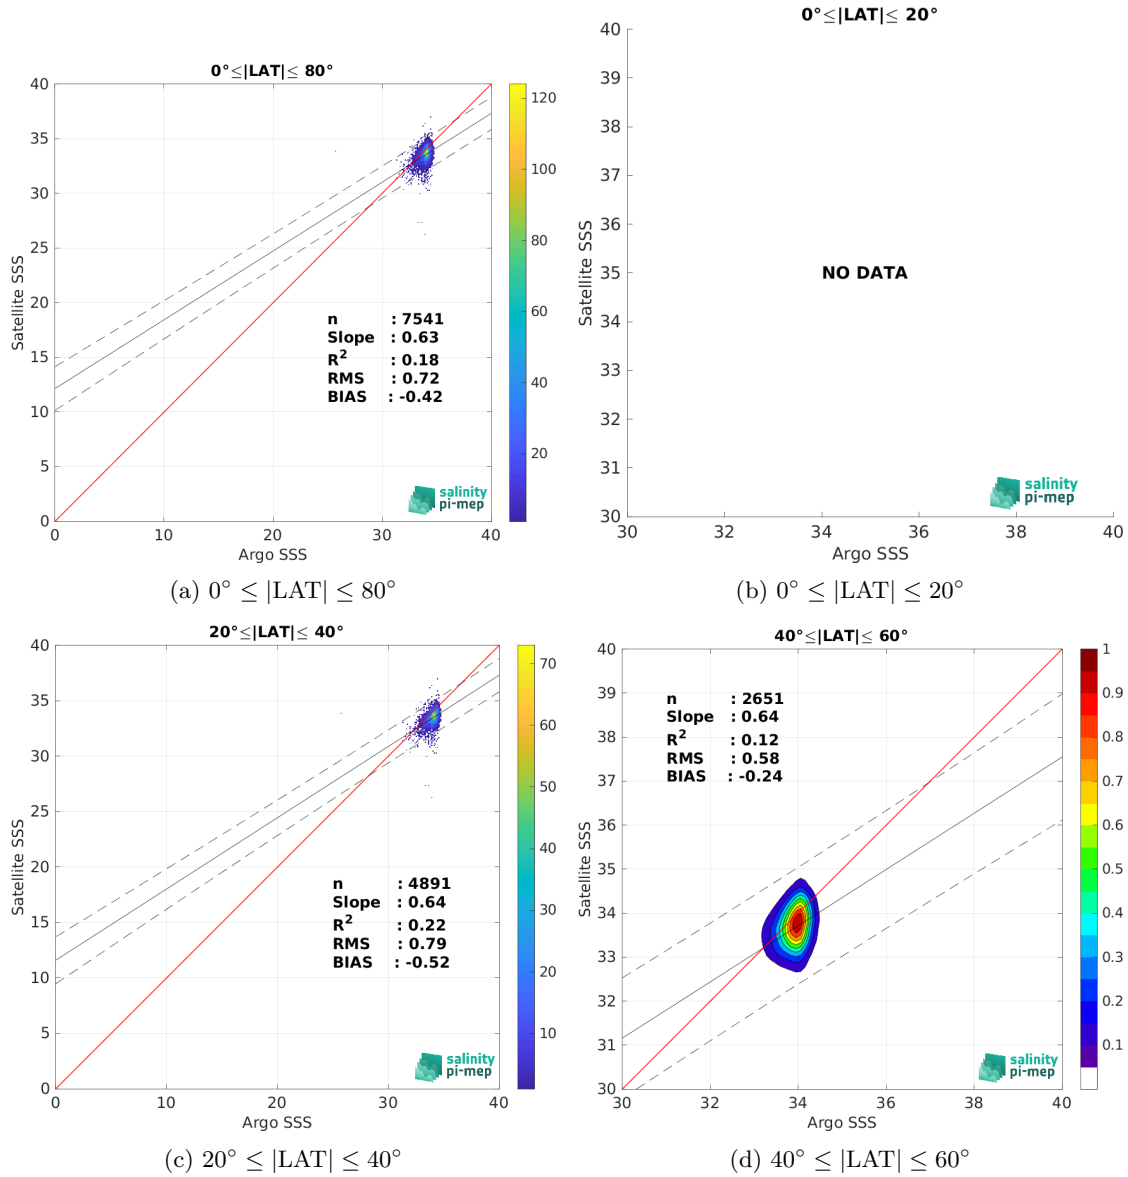 0°≤|LAT|≤ 80°
40
35
30
25
20
15
10
5
0
Satellite SSS
n : 7541
Slope : 0.63
R² : 0.18
RMS : 0.72
BIAS : -0.42
salinity
pi-mep
0 10 20 30 40
Argo SSS
120
100
80
60
40
20
(a) 0° ≤ |LAT| ≤ 80°
0°≤|LAT|≤ 20°
40
39
38
37
36
35
34
33
32
31
30
Satellite SSS
NO DATA
salinity
pi-mep
30 32 34 36 38 40
Argo SSS
(b) 0° ≤ |LAT| ≤ 20°
20°≤|LAT|≤ 40°
40
35
30
25
20
15
10
5
0
Satellite SSS
n : 4891
Slope : 0.64
R² : 0.22
RMS : 0.79
BIAS : -0.52
salinity
pi-mep
0 10 20 30 40
Argo SSS
70
60
50
40
30
20
10
(c) 20° ≤ |LAT| ≤ 40°
40°≤|LAT|≤ 60°
40
39
38
37
36
35
34
33
32
31
30
Satellite SSS
n : 2651
Slope : 0.64
R² : 0.12
RMS : 0.58
BIAS : -0.24
salinity
pi-mep
30 32 34 36 38 40
Argo SSS
1
0.9
0.8
0.7
0.6
0.5
0.4
0.3
0.2
0.1
(d) 40° ≤ |LAT| ≤ 60°